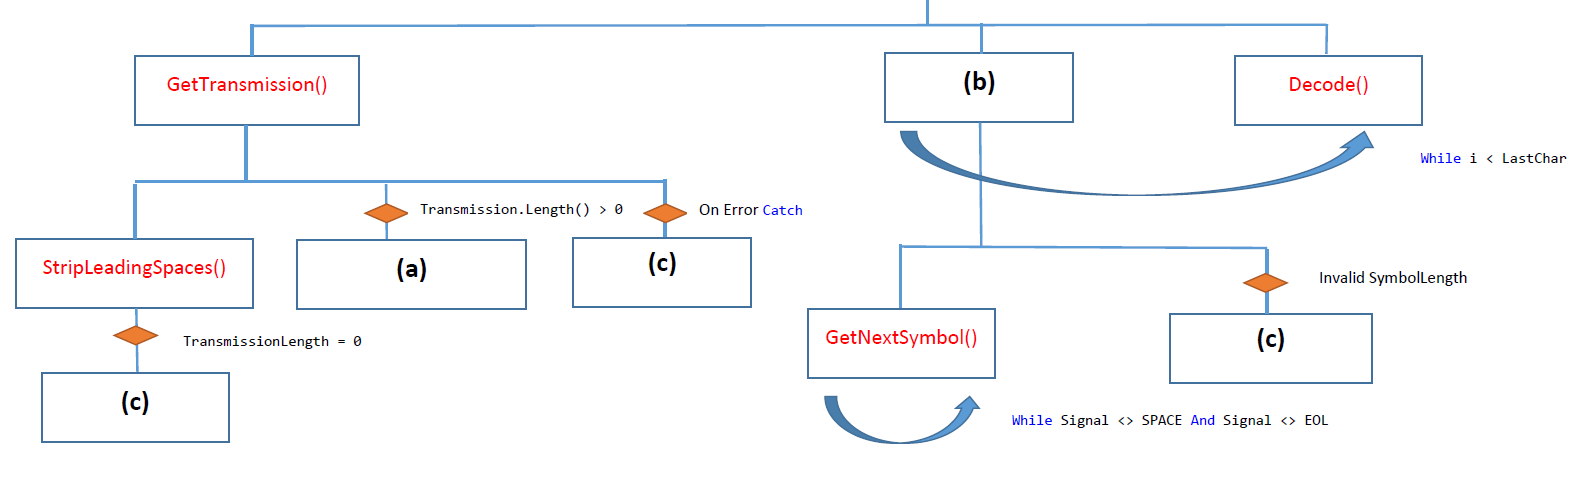 GetTransmission()
(b)
Decode()
While i < LastChar
Transmission.Length() > 0
On Error Catch
StripLeadingSpaces()
(a)
(c)
Invalid SymbolLength
TransmissionLength = 0
GetNextSymbol()
(c)
(c)
While Signal <> SPACE And Signal <> EOL